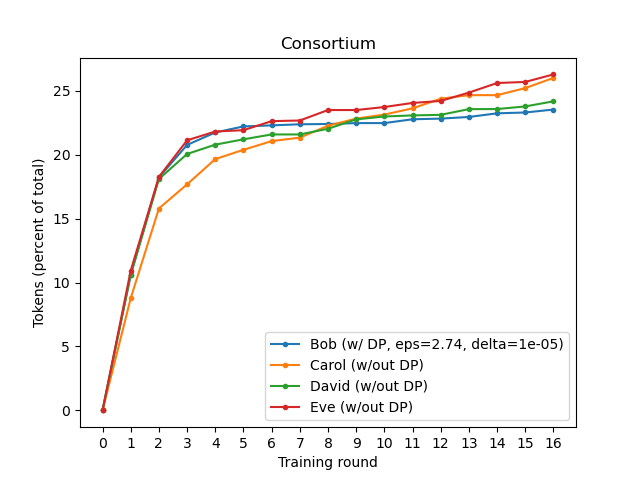 Consortium
Tokens (percent of total)
25
20
15
10
5
0
Bob (w/ DP, eps=2.74, delta=1e-05)
Carol (w/out DP)
David (w/out DP)
Eve (w/out DP)
0 1 2 3 4 5 6 7 8 9 10 11 12 13 14 15 16
Training round